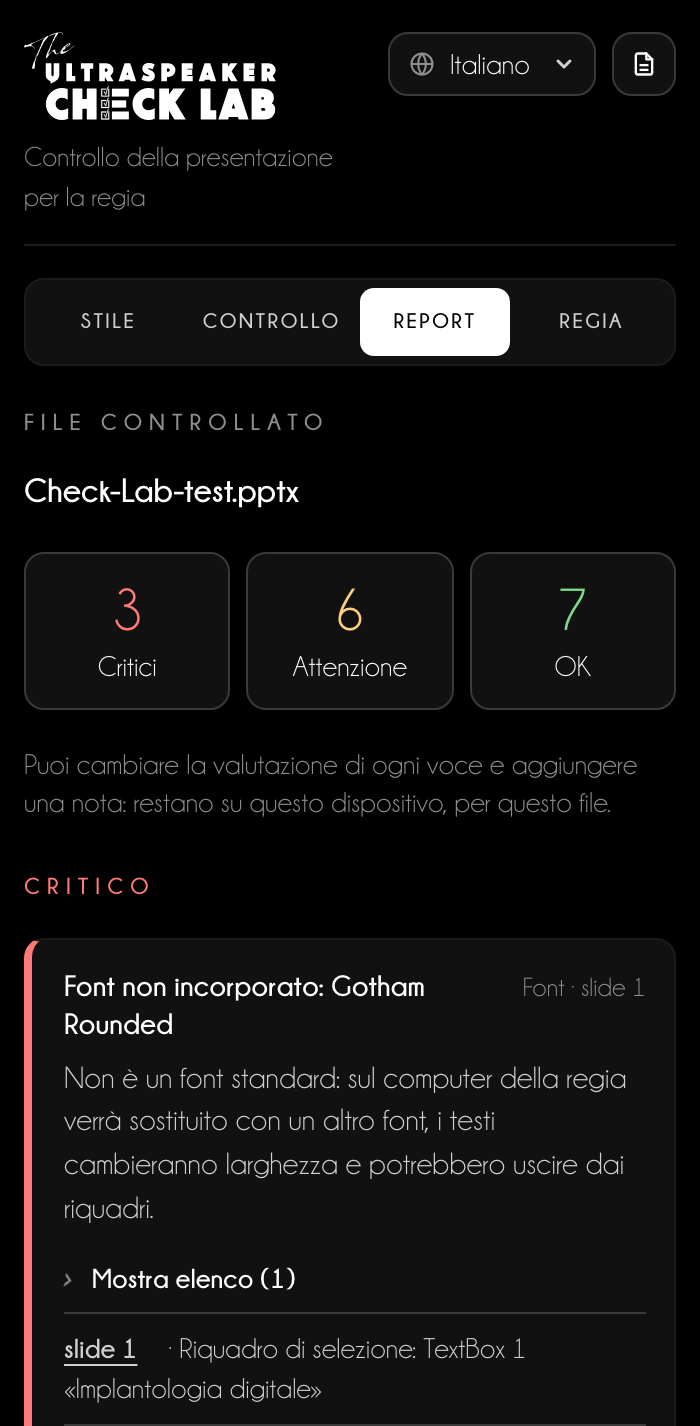 The
ULTRASPEAKER
CHECK LAB
Italiano
Controllo della presentazione
per la regia
STILE
CONTROLLO
REPORT
REGIA
FILE CONTROLLATO
Check-Lab-test.pptx
3
Critici
6
Attenzione
7
OK
Puoi cambiare la valutazione di ogni voce e aggiungere
una nota: restano su questo dispositivo, per questo file.
CRITICO
Font non incorporato: Gotham
Rounded
Font · slide 1
Non è un font standard: sul computer della regia
verrà sostituito con un altro font, i testi
cambieranno larghezza e potrebbero uscire dai
riquadri.
› Mostra elenco (1)
slide 1 · Riquadro di selezione: TextBox 1
«Implantologia digitale»